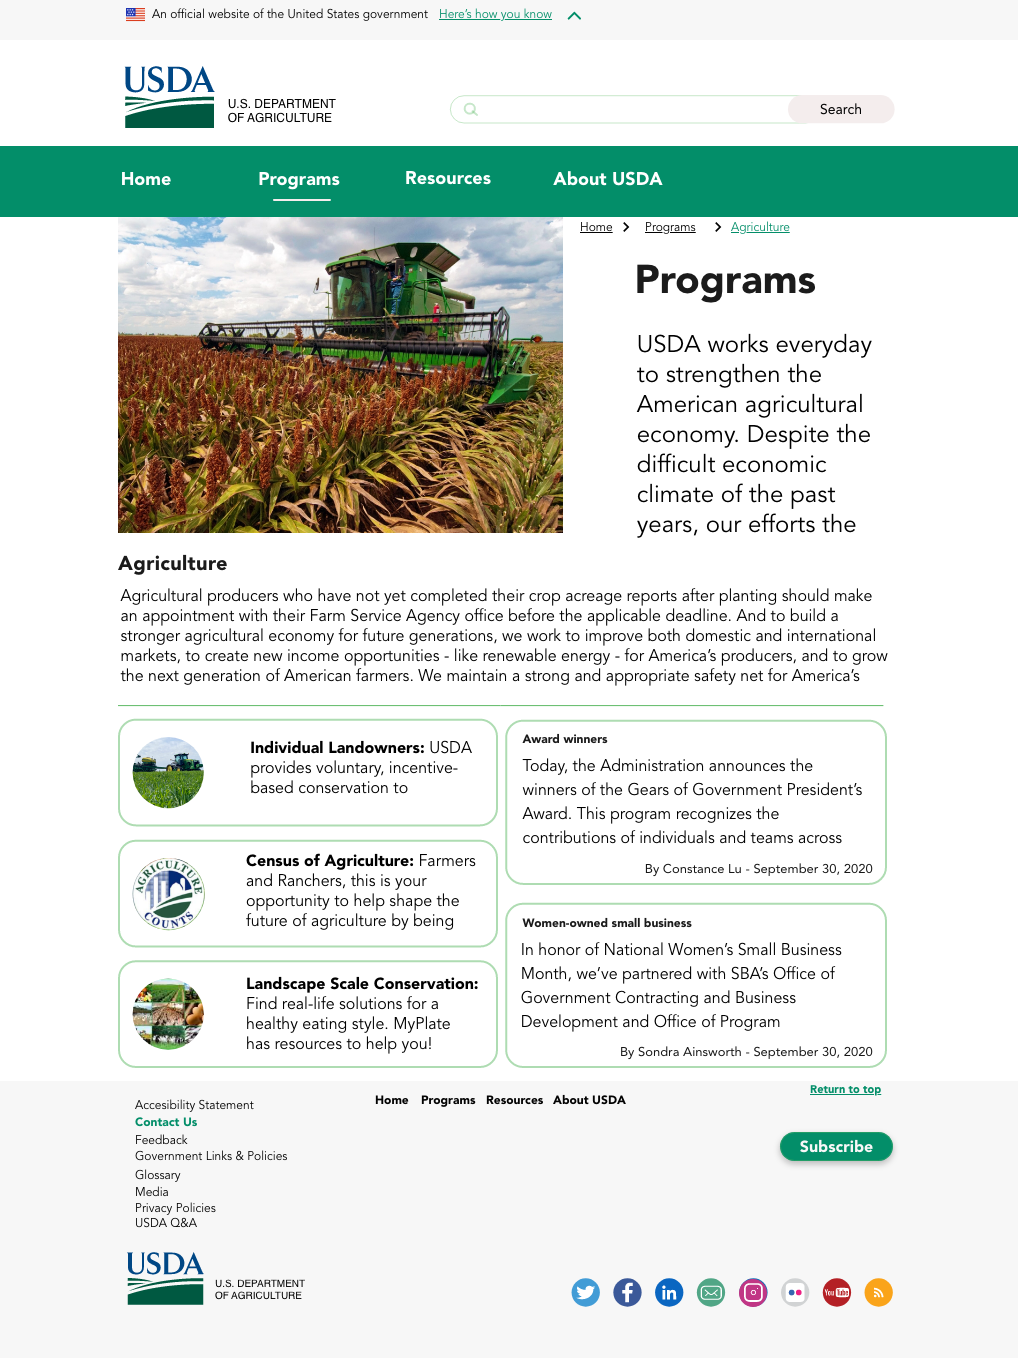 An official website of the United States government Here's how you know
USDA
U.S. DEPARTMENT
OF AGRICULTURE
Search
Home Programs Resources About USDA
Home Programs Agriculture
Programs
USDA works everyday
to strengthen the
American agricultural
economy. Despite the
difficult economic
climate of the past
years, our efforts the
Agriculture
Agricultural producers who have not yet completed their crop acreage reports after planting should make
an appointment with their Farm Service Agency office before the applicable deadline. And to build a
stronger agricultural economy for future generations, we work to improve both domestic and international
markets, to create new income opportunities - like renewable energy - for America's producers, and to grow
the next generation of American farmers. We maintain a strong and appropriate safety net for America's
Individual Landowners: USDA
provides voluntary, incentive-
based conservation to
AGRICULTURE
COUNTS
Census of Agriculture: Farmers
and Ranchers, this is your
opportunity to help shape the
future of agriculture by being
Landscape Scale Conservation:
Find real-life solutions for a
healthy eating style. MyPlate
has resources to help you!
Award winners
Today, the Administration announces the
winners of the Gears of Government President's
Award. This program recognizes the
contributions of individuals and teams across
By Constance Lu - September 30, 2020
Women-owned small business
In honor of National Women's Small Business
Month, we've partnered with SBA's Office of
Government Contracting and Business
Development and Office of Program
By Sondra Ainsworth - September 30, 2020
Return to top
Accesibility Statement
Contact Us
Feedback
Government Links & Policies
Glossary
Media
Privacy Policies
USDA Q&A
Home Programs Resources About USDA
Subscribe
USDA
U.S. DEPARTMENT
OF AGRICULTURE
in
You Tube